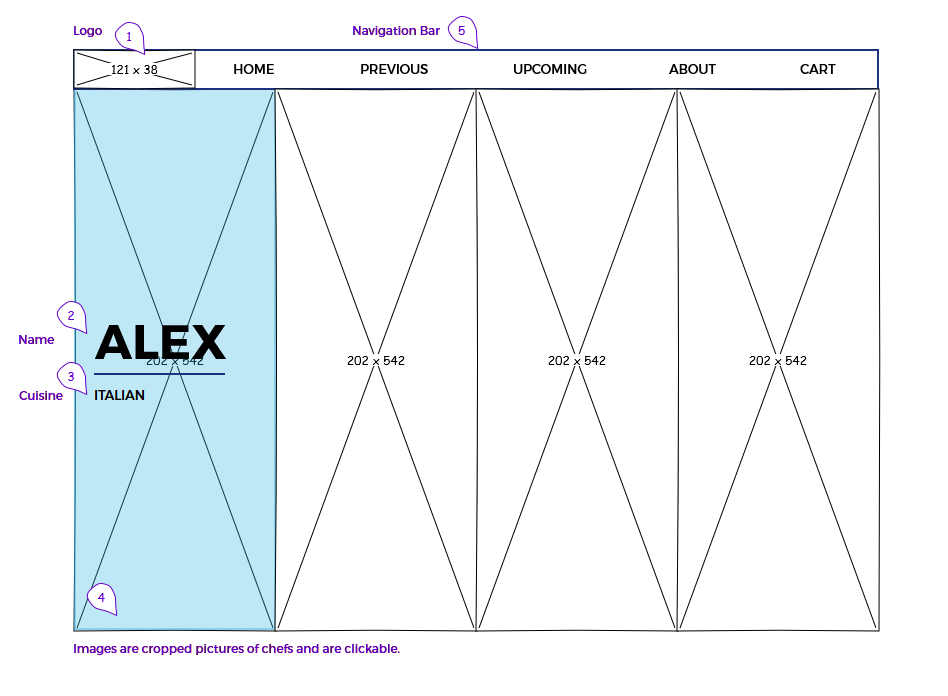 Logo 1 Navigation Bar 5
121 x 38 HOME PREVIOUS UPCOMING ABOUT CART
2
Name
ALEX
202 x 542 202 x 542 202 x 542 202 x 542
3
Cuisine ITALIAN
4
Images are cropped pictures of chefs and are clickable.